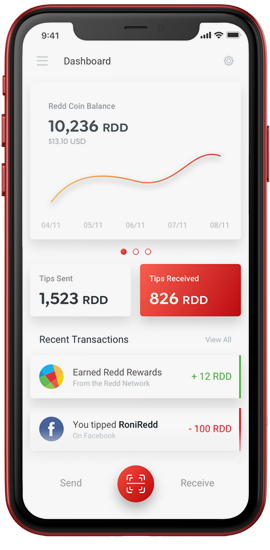 9:41
Dashboard
Redd Coin Balance
10,236 RDD
$13.10 USD
04/11 05/11 06/11 07/11 08/11
Tips Sent Tips Received
1,523 RDD 826 RDD
Recent Transactions View All
Earned Redd Rewards
From the Redd Network
+ 12 RDD
You tipped RoniRedd
On Facebook
- 100 RDD
Send Receive